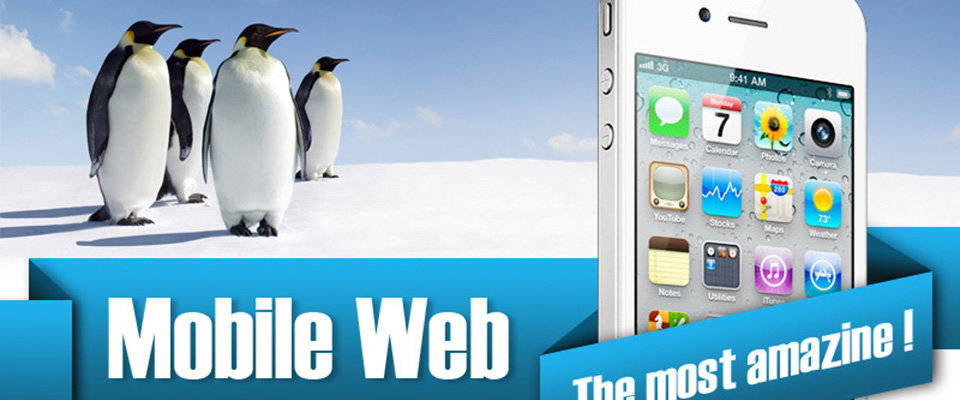 3G 9:41 AM
Monday
7
Messages Calendar Photos Camera
280
73°
YouTube Stocks Maps Weather
Notes Utilities iTunes
Mobile Web
The most amazine !